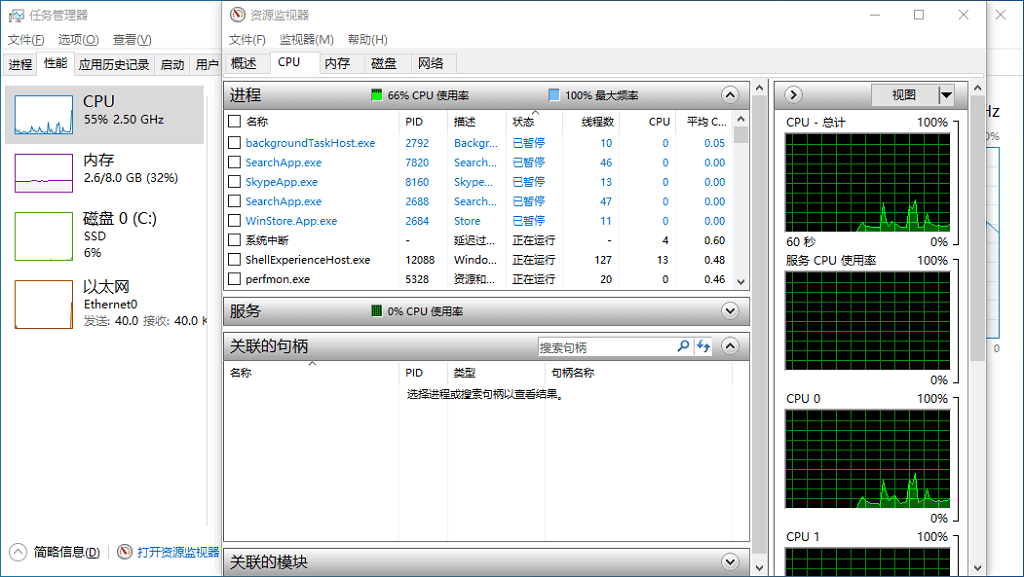 任务管理器
文件(F) 选项(O) 查看(V)
进程 性能 应用历史记录 启动 用户
CPU
55% 2.50 GHz
内存
2.6/8.0 GB (32%)
磁盘 0 (C:)
SSD
6%
以太网
Ethernet0
发送: 40.0 接收: 40.0 K
简略信息(D) 打开资源监视器
资源监视器
文件(F) 监视器(M) 帮助(H)
概述 CPU 内存 磁盘 网络
进程 66% CPU 使用率 100% 最大频率
名称 PID 描述 状态 线程数 CPU 平均 C...
backgroundTaskHost.exe 2792 Backgr... 已暂停 10 0 0.05
SearchApp.exe 7820 Search... 已暂停 46 0 0.00
SkypeApp.exe 8160 Skype... 已暂停 13 0 0.00
SearchApp.exe 2688 Search... 已暂停 47 0 0.00
WinStore.App.exe 2684 Store 已暂停 11 0 0.00
系统中断 - 延迟过... 正在运行 - 4 0.60
ShellExperienceHost.exe 12088 Windo... 正在运行 127 13 0.48
perfmon.exe 5328 资源和... 正在运行 20 0 0.46
服务 0% CPU 使用率
关联的句柄 搜索句柄
名称 PID 类型 句柄名称
选择进程或搜索句柄以查看结果。
关联的模块
视图
CPU - 总计 100%
60 秒 0%
服务 CPU 使用率 100%
0%
CPU 0 100%
0%
CPU 1 100%
Hz
0%
0